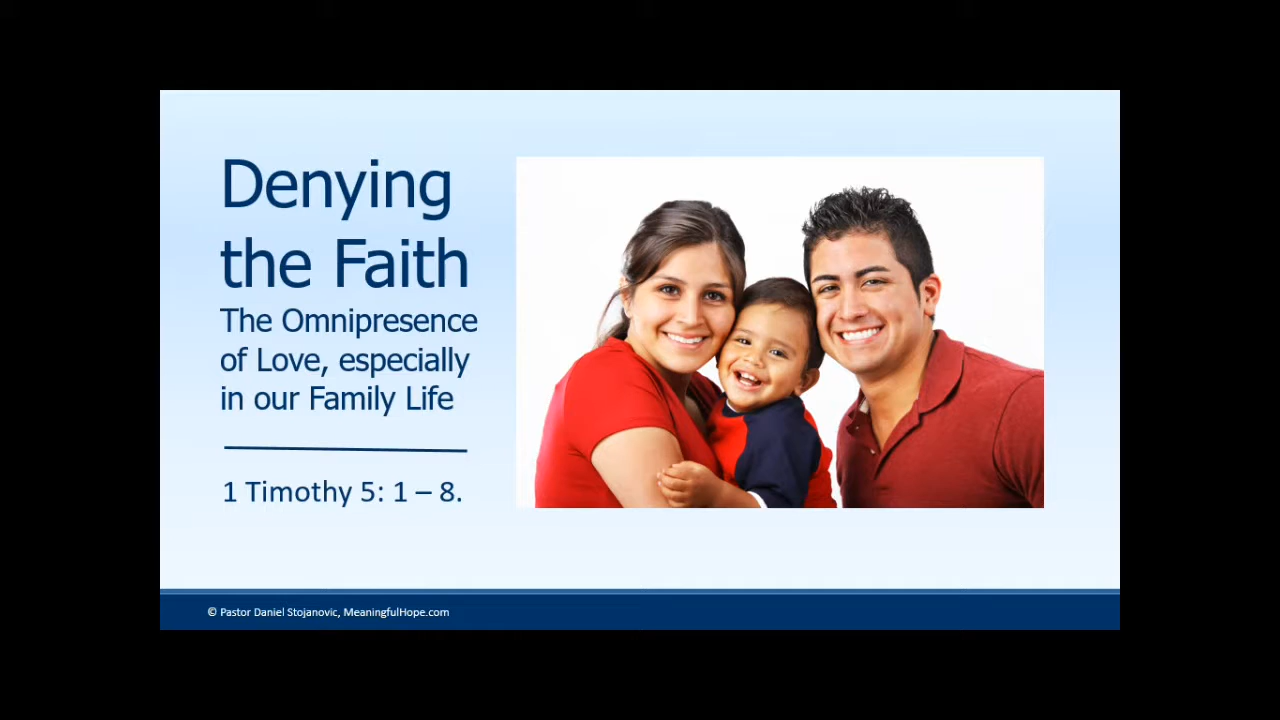 Denying
the Faith
The Omnipresence
of Love, especially
in our Family Life
1 Timothy 5: 1 – 8.
© Pastor Daniel Stojanovic, MeaningfulHope.com